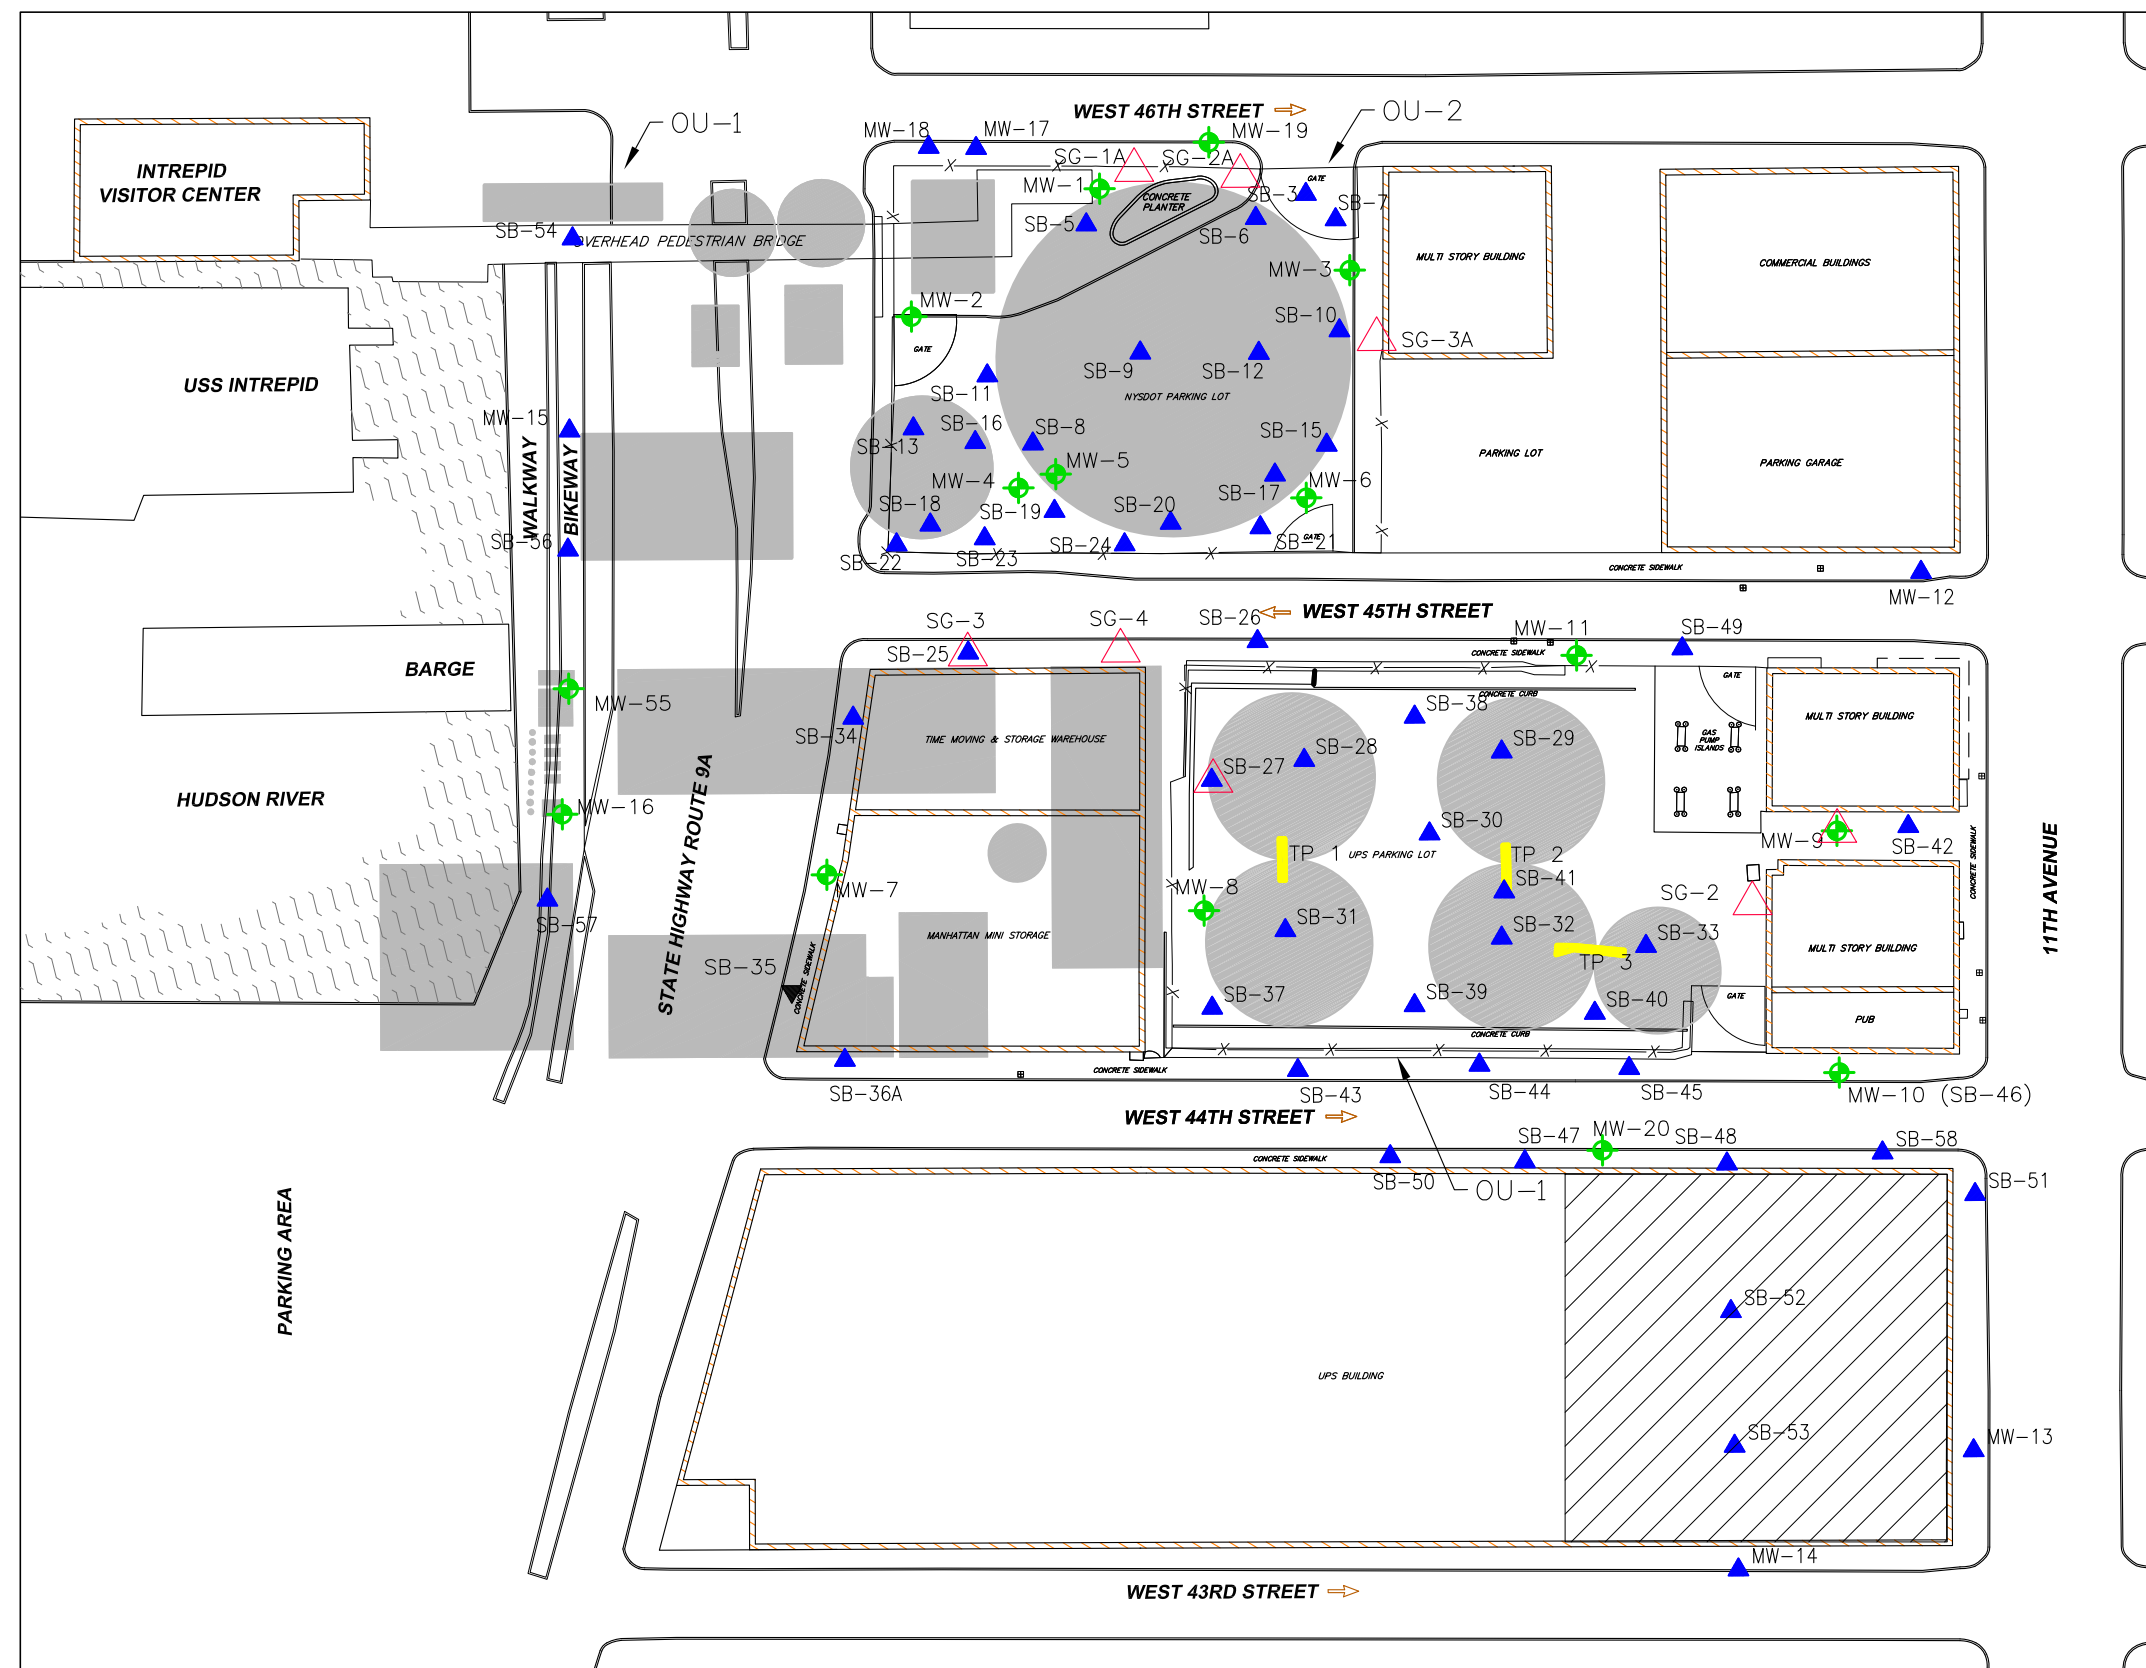 WEST 46TH STREET
OU-1
OU-2
MW-18
MW-17
MW-19
SG-1A
SG-2A
INTREPID
VISITOR CENTER
MW-1
GATE
SB-3
SB-7
CONCRETE
PLANTER
SB-5
SB-6
SB-54
OVERHEAD PEDESTRIAN BRIDGE
MULTI STORY BUILDING
COMMERCIAL BUILDINGS
MW-3
MW-2
SB-10
SG-3A
GATE
SB-9
SB-12
USS INTREPID
SB-11
NYSDOT PARKING LOT
MW-15
SB-13
SB-16
SB-8
SB-15
PARKING LOT
PARKING GARAGE
WALKWAY
BIKEWAY
MW-4
MW-5
MW-6
SB-17
SB-18
SB-19
SB-20
SB-56
SB-22
SB-23
SB-24
SB-21
GATE
CONCRETE SIDEWALK
MW-12
WEST 45TH STREET
SG-3
SG-4
SB-26
MW-11
SB-49
SB-25
CONCRETE SIDEWALK
BARGE
GATE
MW-55
CONCRETE CURB
SB-34
SB-38
MULTI STORY BUILDING
TIME MOVING & STORAGE WAREHOUSE
SB-28
SB-29
GAS
PUMP
ISLANDS
SB-27
HUDSON RIVER
MW-16
STATE HIGHWAY ROUTE 9A
SB-30
MW-9
SB-42
TP 1
UPS PARKING LOT
TP 2
CONCRETE SIDEWALK
11TH AVENUE
MW-7
MW-8
SB-41
SG-2
SB-57
SB-31
SB-32
SB-33
MANHATTAN MINI STORAGE
MULTI STORY BUILDING
SB-35
TP 3
CONCRETE SIDEWALK
SB-37
SB-39
SB-40
GATE
PUB
CONCRETE CURB
CONCRETE SIDEWALK
SB-36A
SB-43
SB-44
SB-45
MW-10 (SB-46)
WEST 44TH STREET
SB-47
MW-20
SB-48
SB-58
CONCRETE SIDEWALK
SB-50
OU-1
SB-51
PARKING AREA
SB-52
UPS BUILDING
SB-53
MW-13
MW-14
WEST 43RD STREET